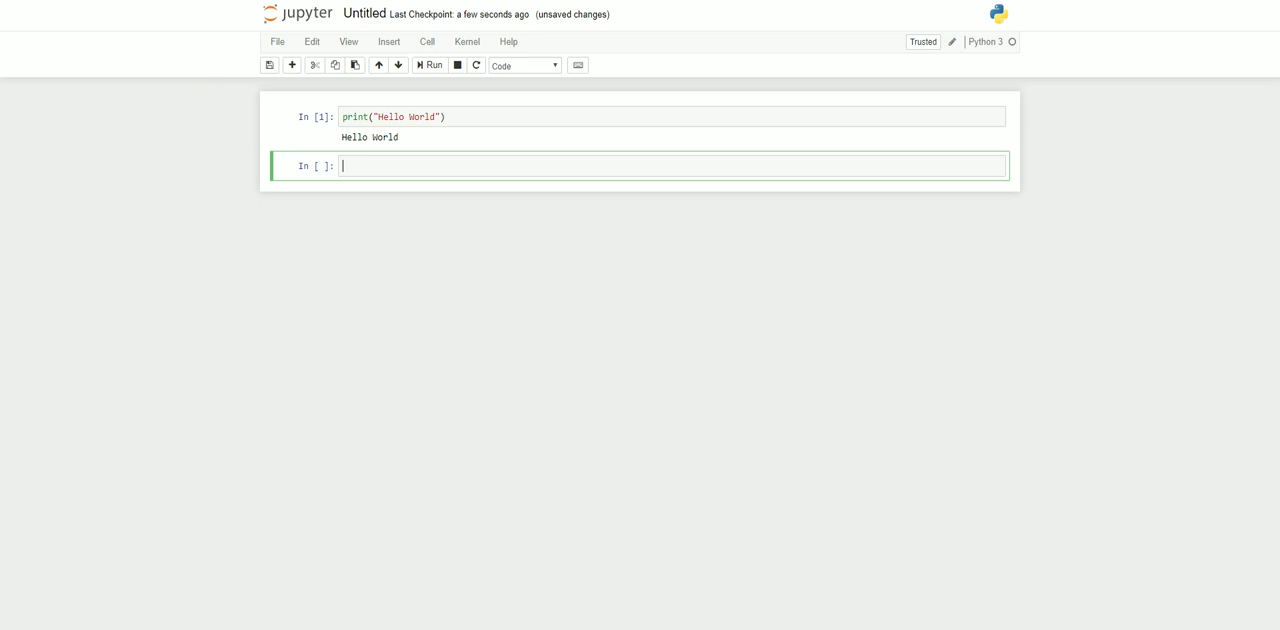 jupyter Untitled Last Checkpoint: a few seconds ago (unsaved changes)
File Edit View Insert Cell Kernel Help Trusted Python 3
Run Code
In [1]: print("Hello World")
Hello World
In [ ]: